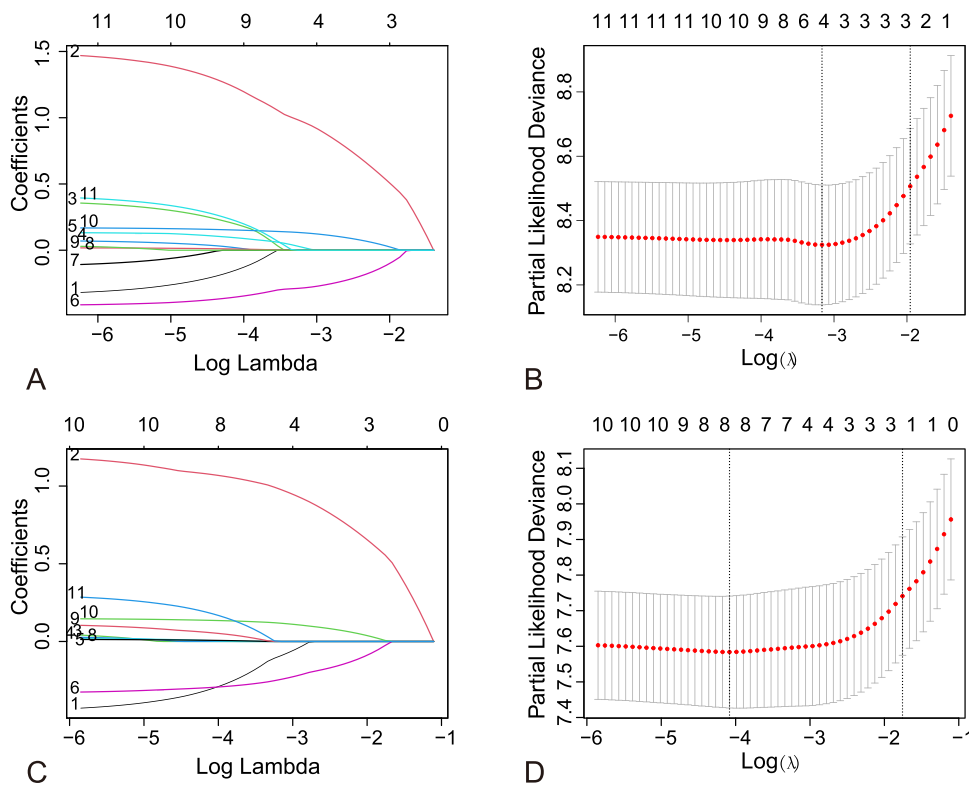 11 10 9 4 3
1.5
1.0
0.5
0.0
Coefficients
2
3 11
5 10
4
9 8
7
1
6
−6 −5 −4 −3 −2
Log Lambda
A
11 11 11 11 10 10 9 8 6 4 3 3 3 3 2 1
8.8
8.6
8.4
8.2
Partial Likelihood Deviance
−6 −5 −4 −3 −2
Log(λ)
B
10 10 8 4 3 0
1.0
0.5
0.0
Coefficients
2
11
9 10
8
6
1
−6 −5 −4 −3 −2 −1
Log Lambda
C
10 10 10 9 8 8 8 7 7 4 4 3 3 3 1 1 0
8.1
8.0
7.9
7.8
7.7
7.6
7.5
7.4
Partial Likelihood Deviance
−6 −5 −4 −3 −2 −1
Log(λ)
D